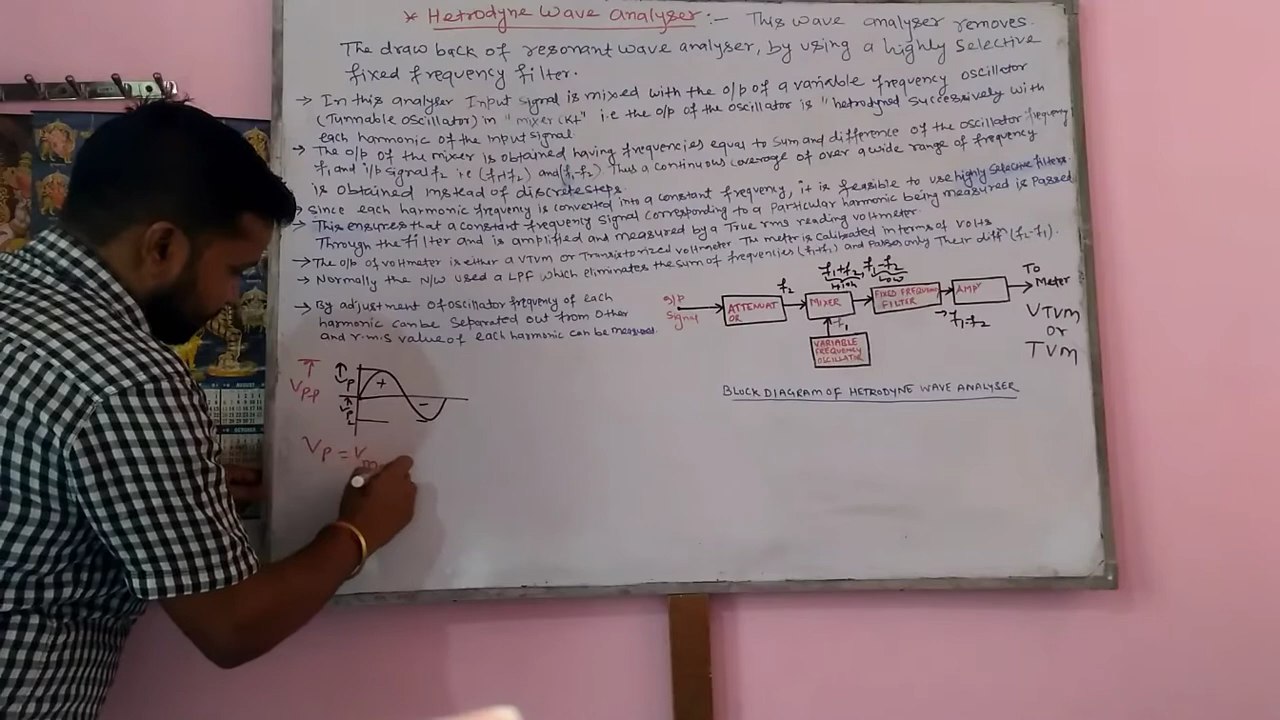 * Hetrodyne Wave analyser :- This wave analyser removes
The draw back of resonant wave analyser, by using a highly selective
fixed frequency filter.
→ In this analyser Input signal is mixed with the o/p of a variable frequency oscillator
(Tunnable oscillator) in "mixer CKt" i.e the o/p of the oscillator is "hetrodyned successively with
each harmonic of the input signal
→ The o/p of the mixer is obtained having frequencies equal to sum and difference of the oscillator frequency
f1 and i/p signal f2 i.e (f1+f2) and (f1-f2). Thus a continuous coverage of over a wide range of frequency
is obtained instead of discrete steps.
→ Since each harmonic frequency is converted into a constant frequency, it is feasible to use highly selective filters.
→ This ensures that a constant frequency signal corresponding to a particular harmonic being measured is passed
Through the filter and is amplified and measured by a True rms reading voltmeter.
→ The o/p of voltmeter is either a VTVM or Transistorized voltmeter The meter is calibrated in terms of volts
→ Normally the N/w used a LPF which eliminates the sum of frequencies (f1+f2) and passes only Their diff (f2-f1).
→ By adjustment of oscillator frequency of each
harmonic can be separated out from other
and r.m.s value of each harmonic can be measured.
I/p Signal
ATTENUATOR
f2
MIXER
f1+f2, f1-f2
f1
VARIABLE
FREQUENCY
OSCILLATOR
FIXED FREQUENCY
FILTER
AMP
→ f1-f2
To
Meter
VTVM
or
TVM
BLOCK DIAGRAM OF HETRODYNE WAVE ANALYSER
VPP
VP
+
-
VP = Vm